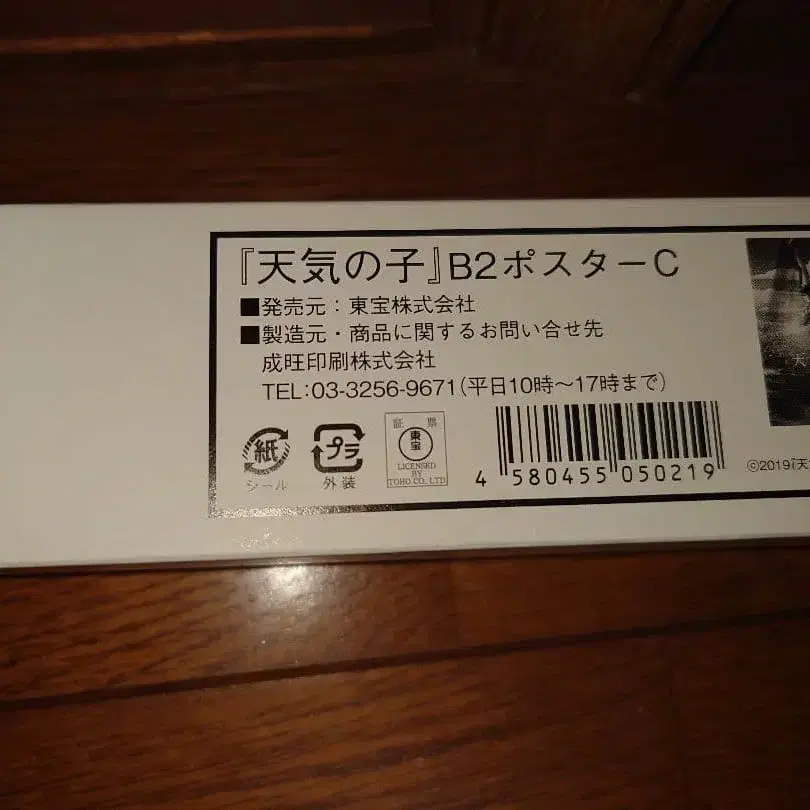 『天気の子』B2ポスターC
■発売元：東宝株式会社
■製造元・商品に関するお問い合せ先
成旺印刷株式会社
TEL:03-3256-9671(平日10時〜17時まで)
紙
シール
プラ
外装
証票
東宝
LICENSED
BY
TOHO CO., LTD
4 580455 050219
©2019『天